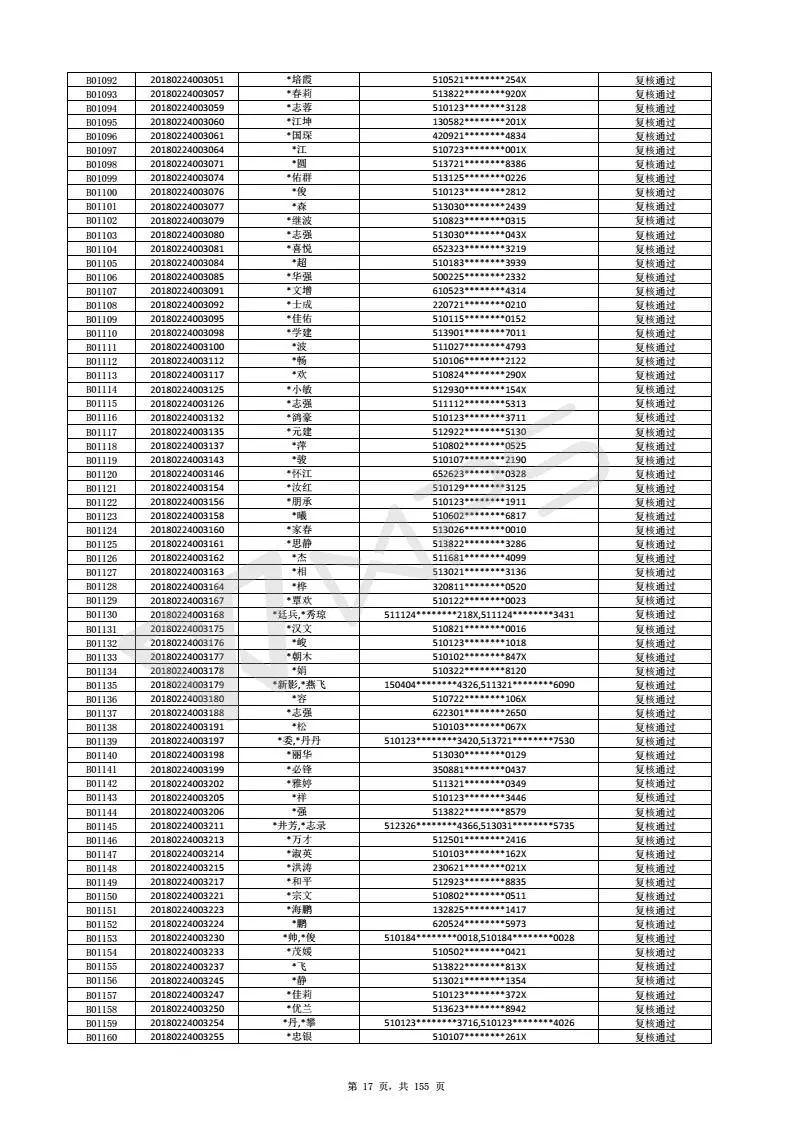 B01092 20180224003051 *培霞 510521********254X 复核通过
B01093 20180224003057 *春莉 513822********920X 复核通过
B01094 20180224003059 *志蓉 510123********3128 复核通过
B01095 20180224003060 *江坤 130582********201X 复核通过
B01096 20180224003061 *国琛 420921********4834 复核通过
B01097 20180224003064 *江 510723********001X 复核通过
B01098 20180224003071 *圆 513721********8386 复核通过
B01099 20180224003074 *佑群 513125********0226 复核通过
B01100 20180224003076 *俊 510123********2812 复核通过
B01101 20180224003077 *森 513030********2439 复核通过
B01102 20180224003079 *继波 510823********0315 复核通过
B01103 20180224003080 *志强 513030********043X 复核通过
B01104 20180224003081 *喜悦 652323********3219 复核通过
B01105 20180224003084 *超 510183********3939 复核通过
B01106 20180224003085 *华强 500225********2332 复核通过
B01107 20180224003091 *文增 610523********4314 复核通过
B01108 20180224003092 *士成 220721********0210 复核通过
B01109 20180224003095 *佳佑 510115********0152 复核通过
B01110 20180224003098 *学建 513901********7011 复核通过
B01111 20180224003100 *波 511027********4793 复核通过
B01112 20180224003112 *畅 510106********2122 复核通过
B01113 20180224003117 *欢 510824********290X 复核通过
B01114 20180224003125 *小敏 512930********154X 复核通过
B01115 20180224003126 *志强 511112********5313 复核通过
B01116 20180224003132 *鸿豪 510123********3711 复核通过
B01117 20180224003135 *元建 512922********5130 复核通过
B01118 20180224003137 *萍 510802********0525 复核通过
B01119 20180224003143 *骏 510107********2190 复核通过
B01120 20180224003146 *怀江 652623********0328 复核通过
B01121 20180224003154 *汝红 510129********3125 复核通过
B01122 20180224003156 *朋承 510123********1911 复核通过
B01123 20180224003158 *曦 510602********6817 复核通过
B01124 20180224003160 *家春 513026********0010 复核通过
B01125 20180224003161 *思静 513822********3286 复核通过
B01126 20180224003162 *杰 511681********4099 复核通过
B01127 20180224003163 *相 513021********3136 复核通过
B01128 20180224003164 *桦 320811********0520 复核通过
B01129 20180224003167 *覃欢 510122********0023 复核通过
B01130 20180224003168 *廷兵,*秀琼 511124********218X,511124********3431 复核通过
B01131 20180224003175 *汉文 510821********0016 复核通过
B01132 20180224003176 *峻 510123********1018 复核通过
B01133 20180224003177 *朝木 510102********847X 复核通过
B01134 20180224003178 *娟 510322********8120 复核通过
B01135 20180224003179 *新影,*燕飞 150404********4326,511321********6090 复核通过
B01136 20180224003180 *容 510722********106X 复核通过
B01137 20180224003188 *志强 622301********2650 复核通过
B01138 20180224003191 *松 510103********067X 复核通过
B01139 20180224003197 *委,*丹丹 510123********3420,513721********7530 复核通过
B01140 20180224003198 *丽华 513030********0129 复核通过
B01141 20180224003199 *必锋 350881********0437 复核通过
B01142 20180224003202 *雅婷 511321********0349 复核通过
B01143 20180224003205 *祥 510123********3446 复核通过
B01144 20180224003206 *强 513822********8579 复核通过
B01145 20180224003211 *井芳,*志录 512326********4366,513031********5735 复核通过
B01146 20180224003213 *万才 512501********2416 复核通过
B01147 20180224003214 *淑英 510103********162X 复核通过
B01148 20180224003215 *洪涛 230621********021X 复核通过
B01149 20180224003217 *和平 512923********8835 复核通过
B01150 20180224003221 *宗文 510802********0511 复核通过
B01151 20180224003223 *海鹏 132825********1417 复核通过
B01152 20180224003224 *鹏 620524********5973 复核通过
B01153 20180224003230 *帅,*俊 510184********0018,510184********0028 复核通过
B01154 20180224003233 *茂媛 510502********0421 复核通过
B01155 20180224003237 *飞 513822********813X 复核通过
B01156 20180224003245 *静 513021********1354 复核通过
B01157 20180224003247 *佳莉 510123********372X 复核通过
B01158 20180224003250 *优兰 513623********8942 复核通过
B01159 20180224003254 *丹,*攀 510123********3716,510123********4026 复核通过
B01160 20180224003255 *忠银 510107********261X 复核通过
WPS
第 17 页，共 155 页